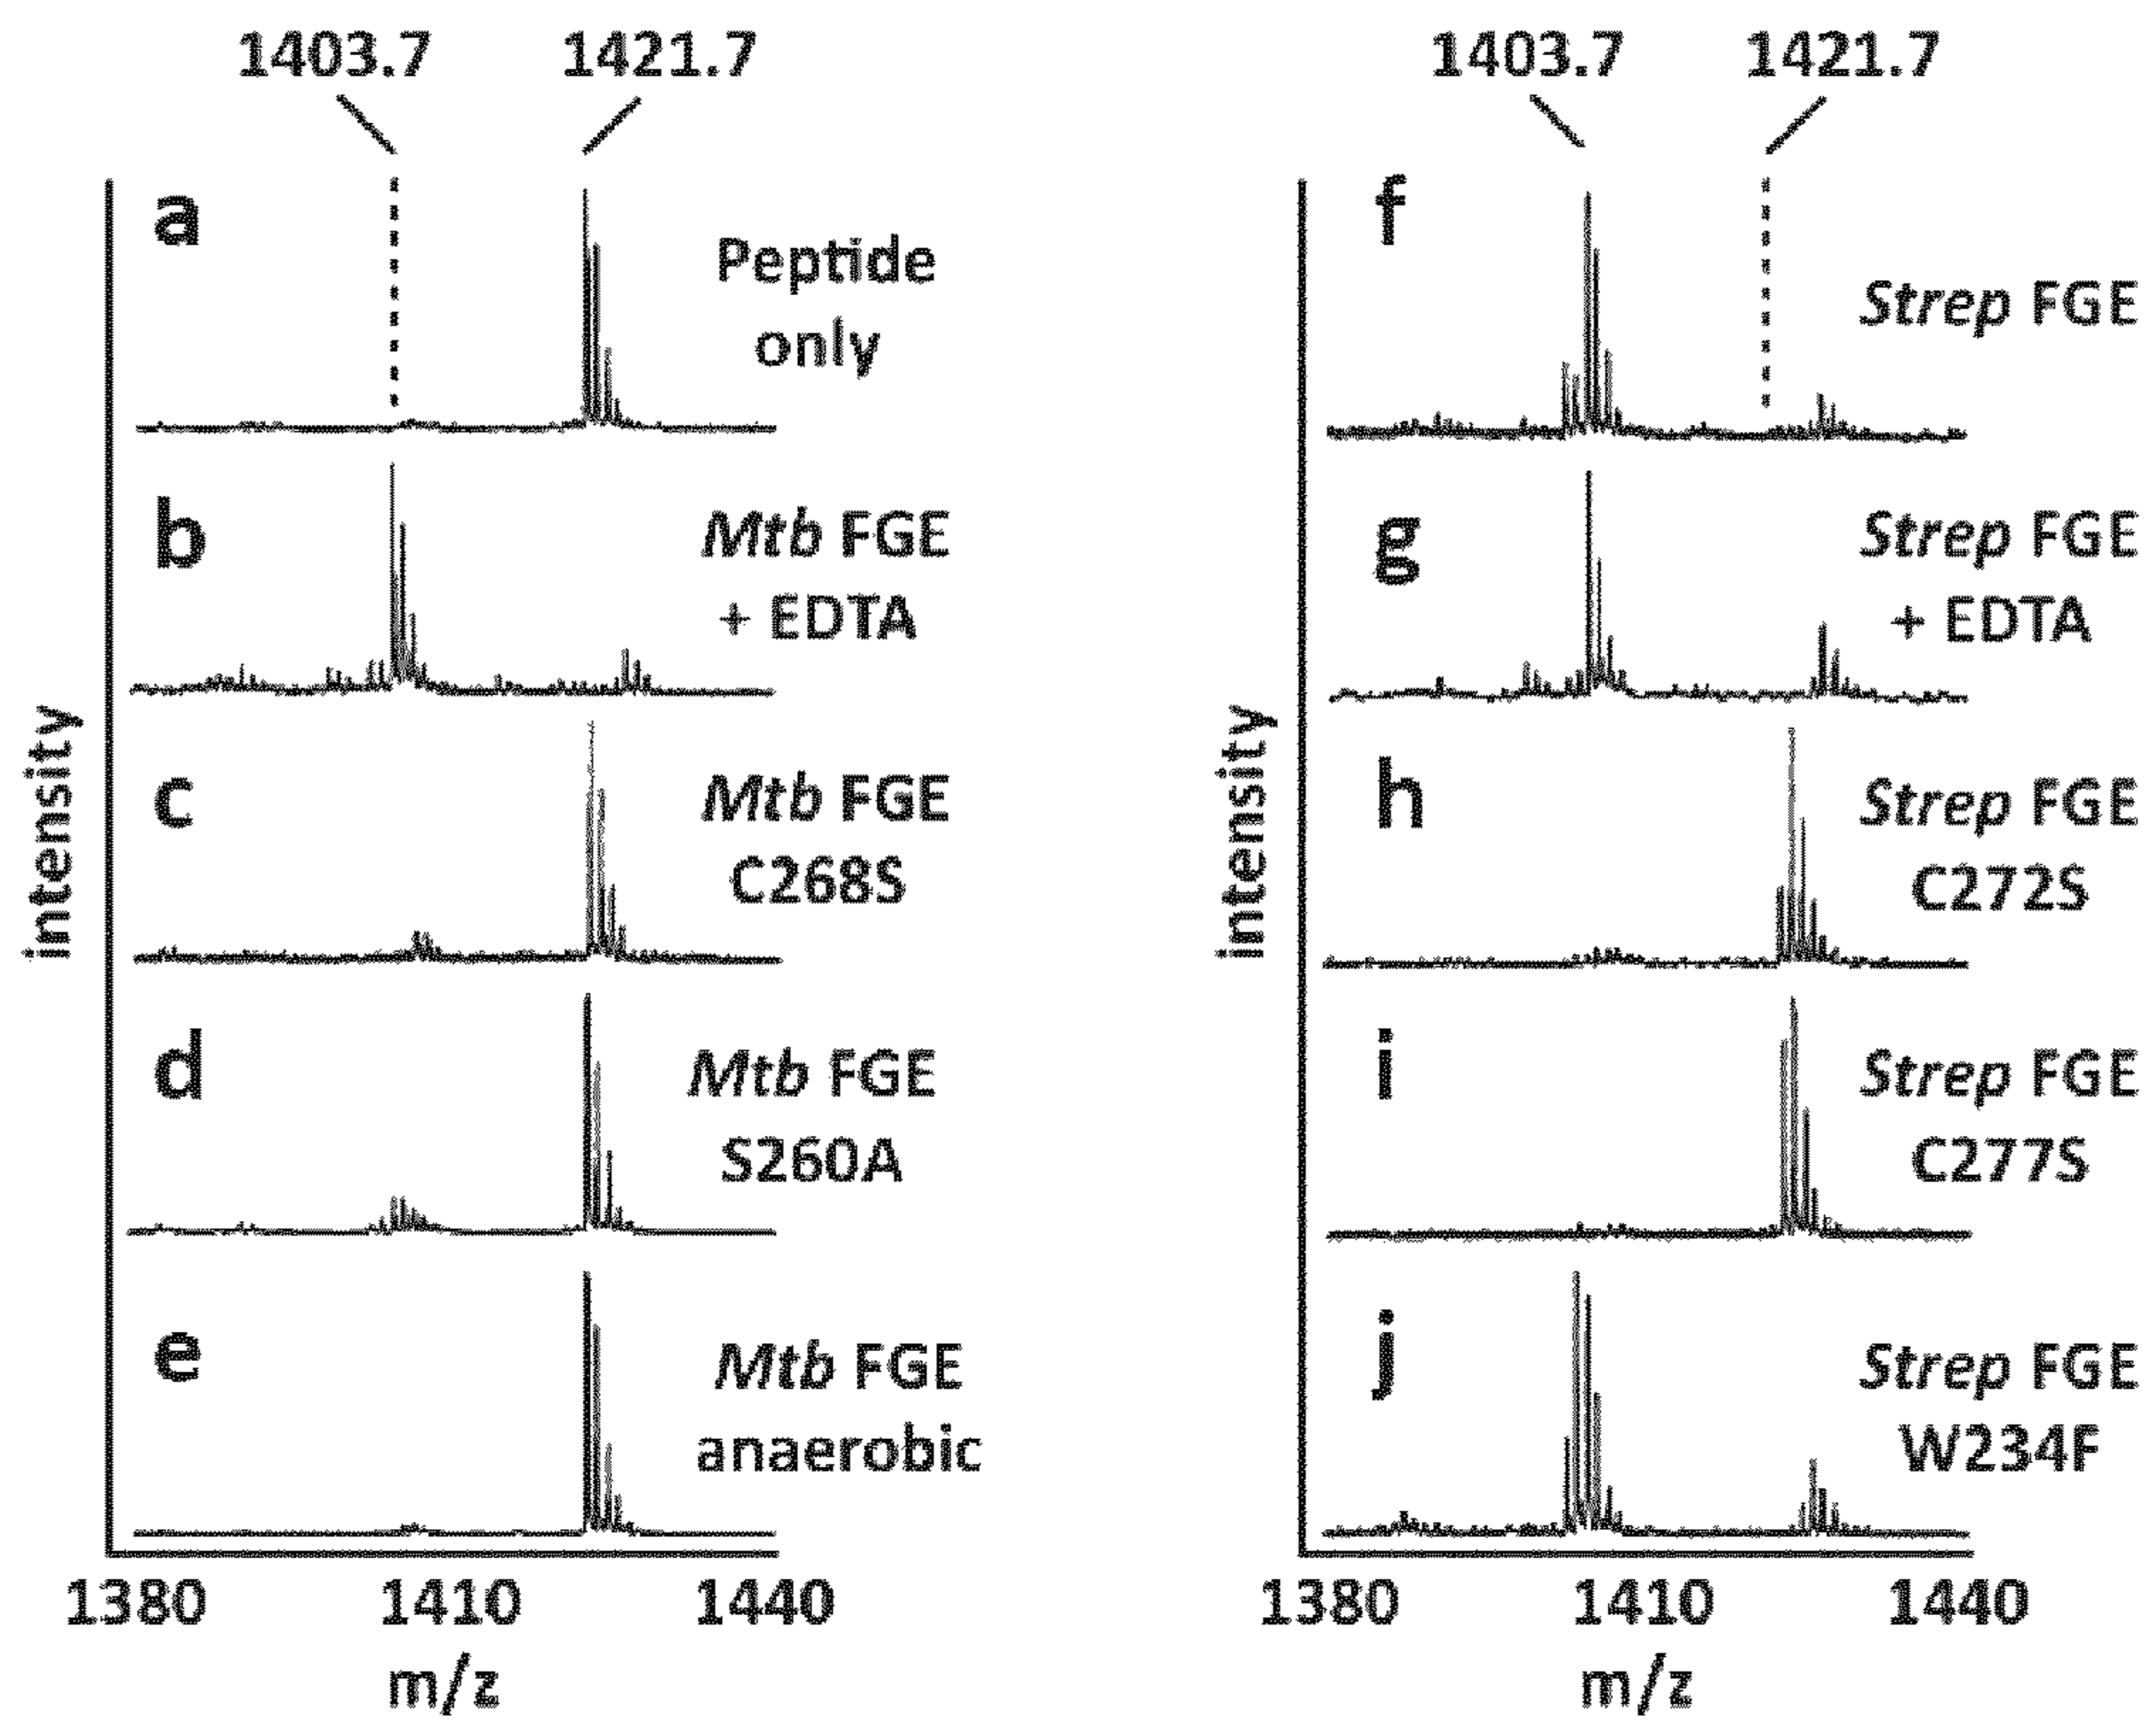 1403.7 1421.7
a
Peptide
only
b
Mtb FGE
+ EDTA
c
Mtb FGE
C268S
d
Mtb FGE
S260A
e
Mtb FGE
anaerobic
intensity
1380 1410 1440
m/z
1403.7 1421.7
f
Strep FGE
g
Strep FGE
+ EDTA
h
Strep FGE
C272S
i
Strep FGE
C277S
j
Strep FGE
W234F
intensity
1380 1410 1440
m/z